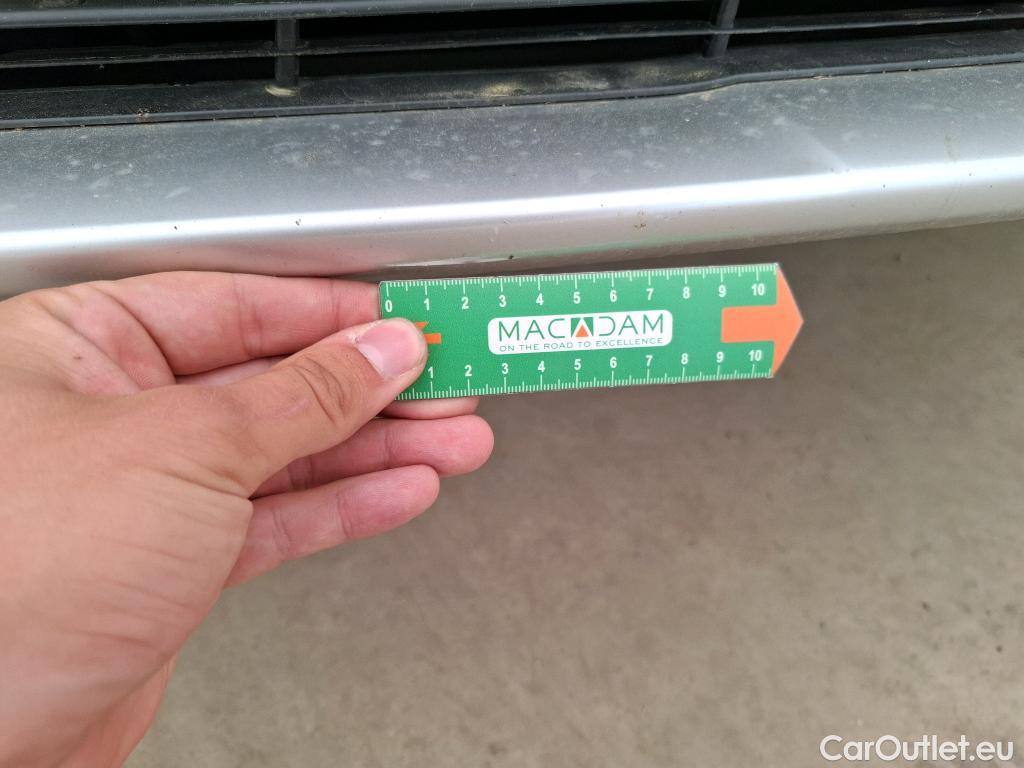 0 1 2 3 4 5 6 7 8 9 10
MACADAM
ON THE ROAD TO EXCELLENCE
1 2 3 4 5 6 7 8 9 10
CarOutlet.eu